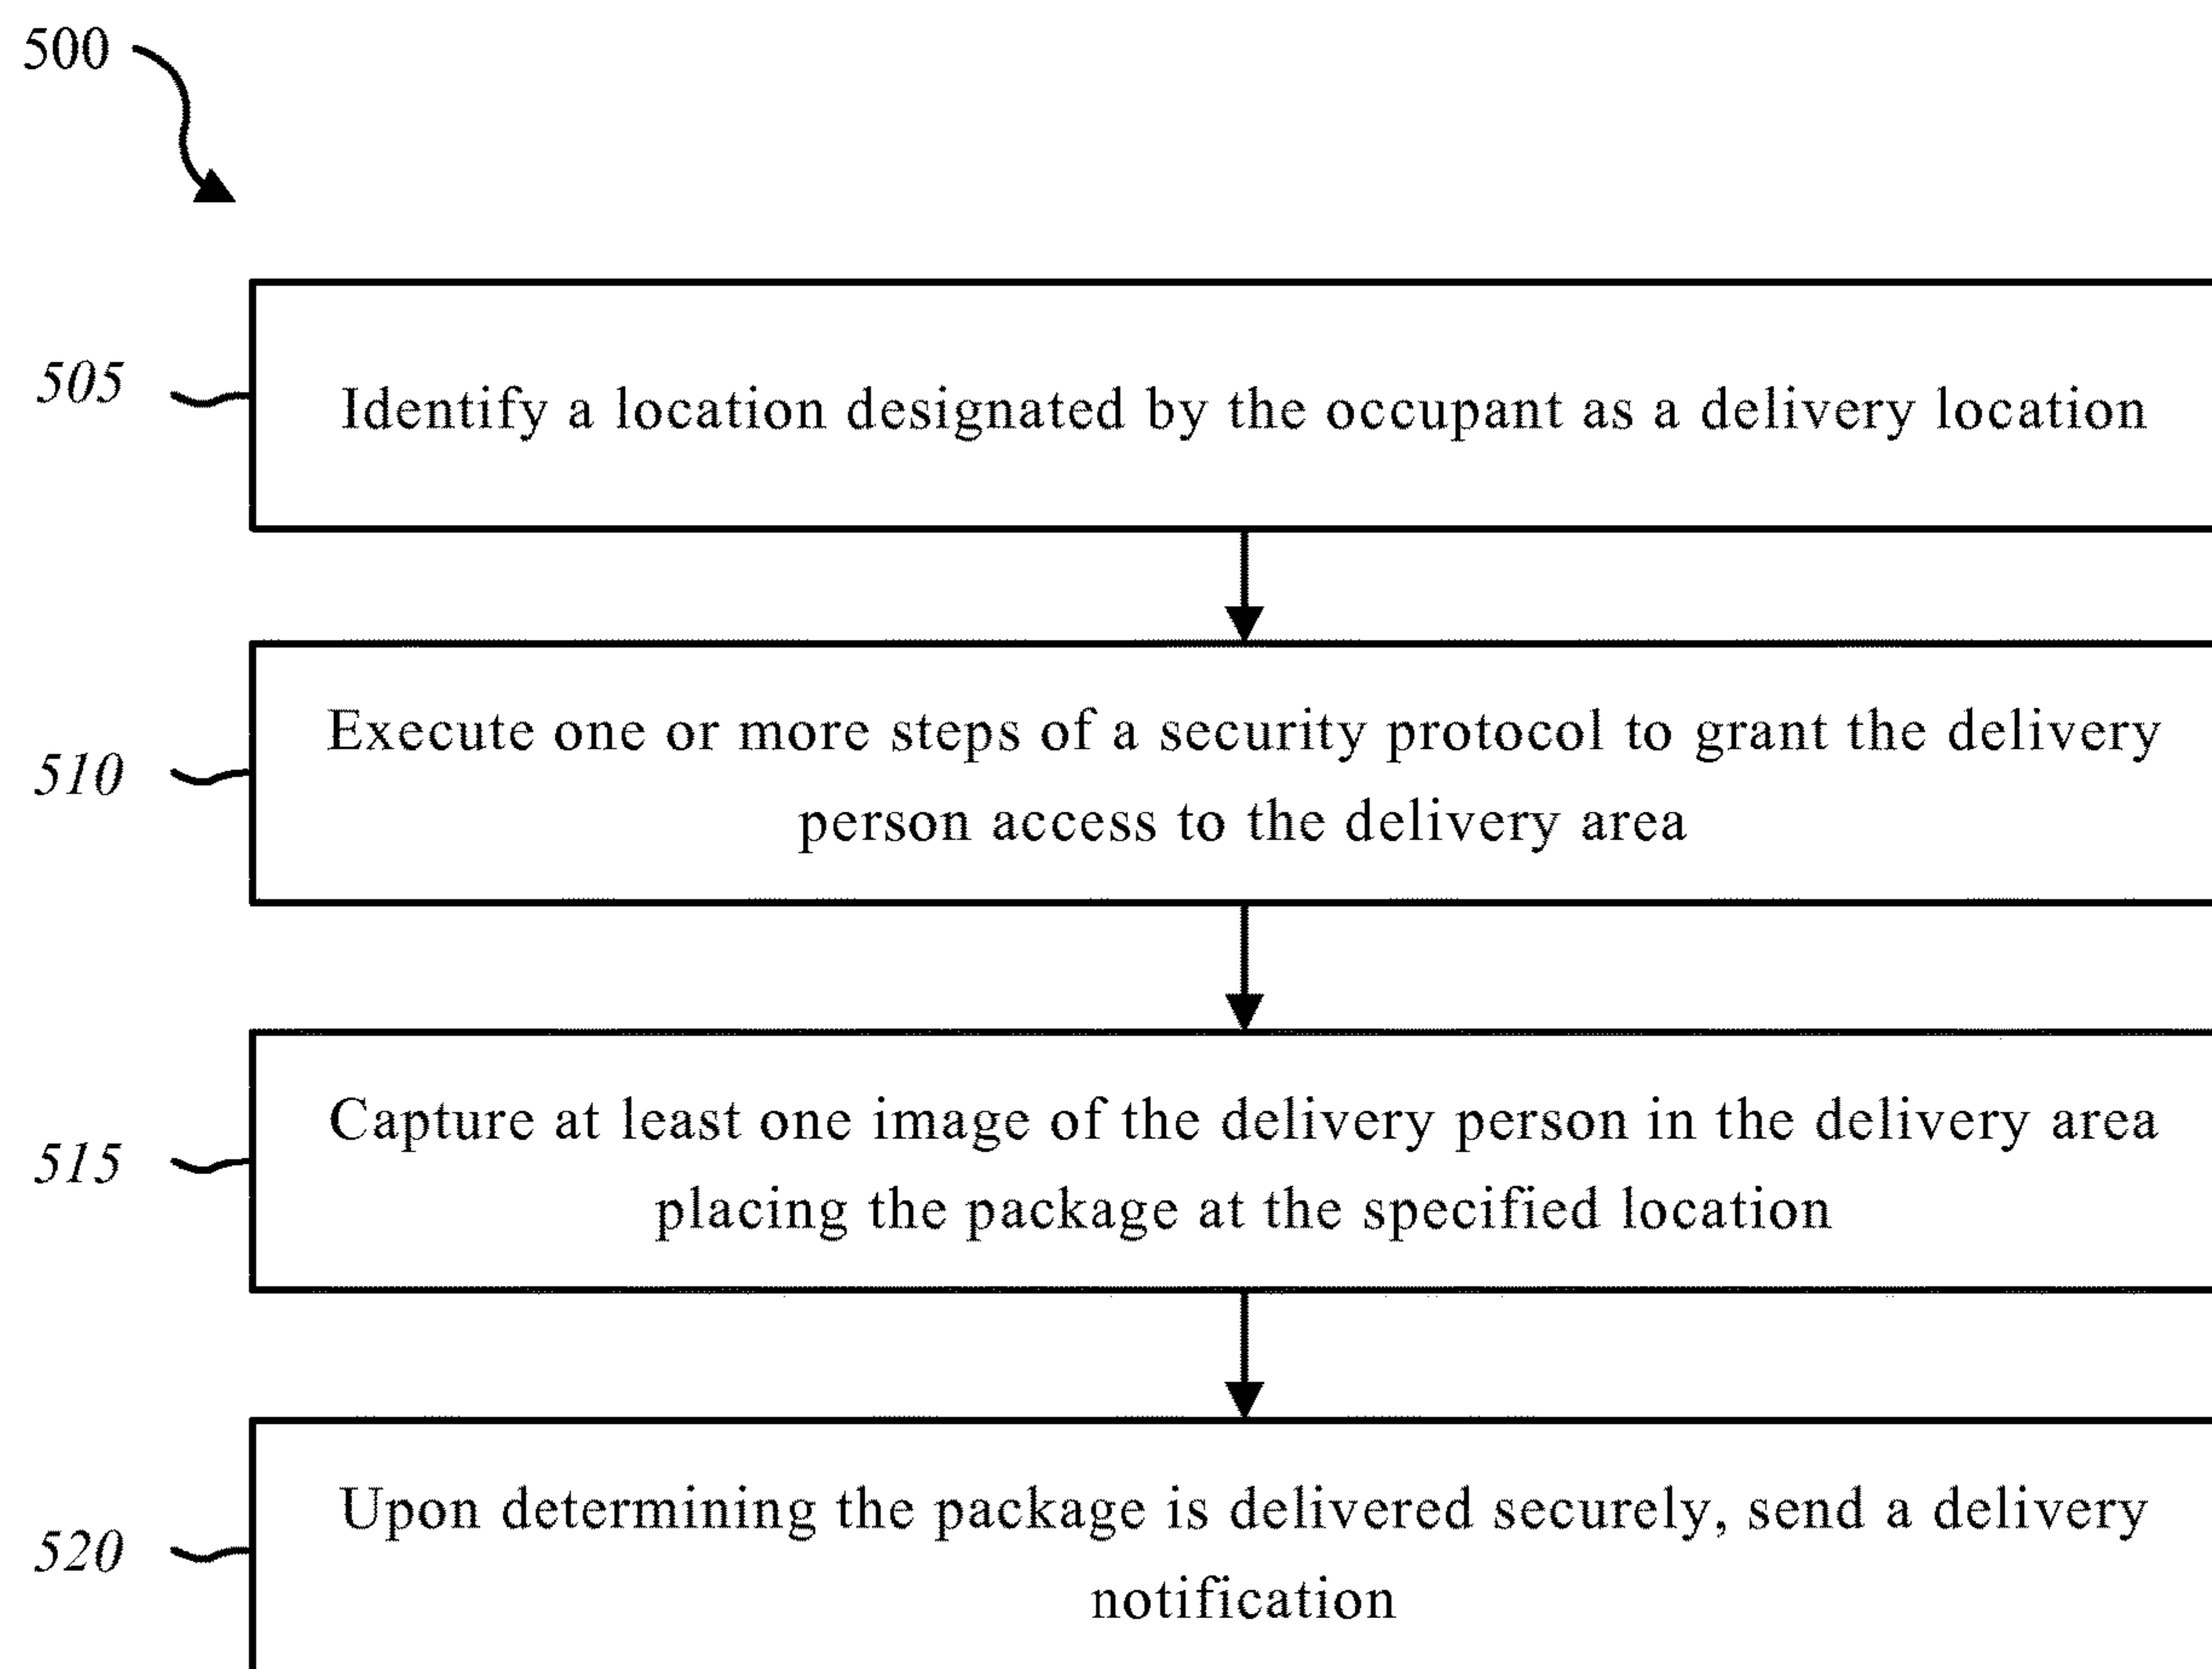 500
505
Identify a location designated by the occupant as a delivery location
510
Execute one or more steps of a security protocol to grant the delivery
person access to the delivery area
515
Capture at least one image of the delivery person in the delivery area
placing the package at the specified location
520
Upon determining the package is delivered securely, send a delivery
notification